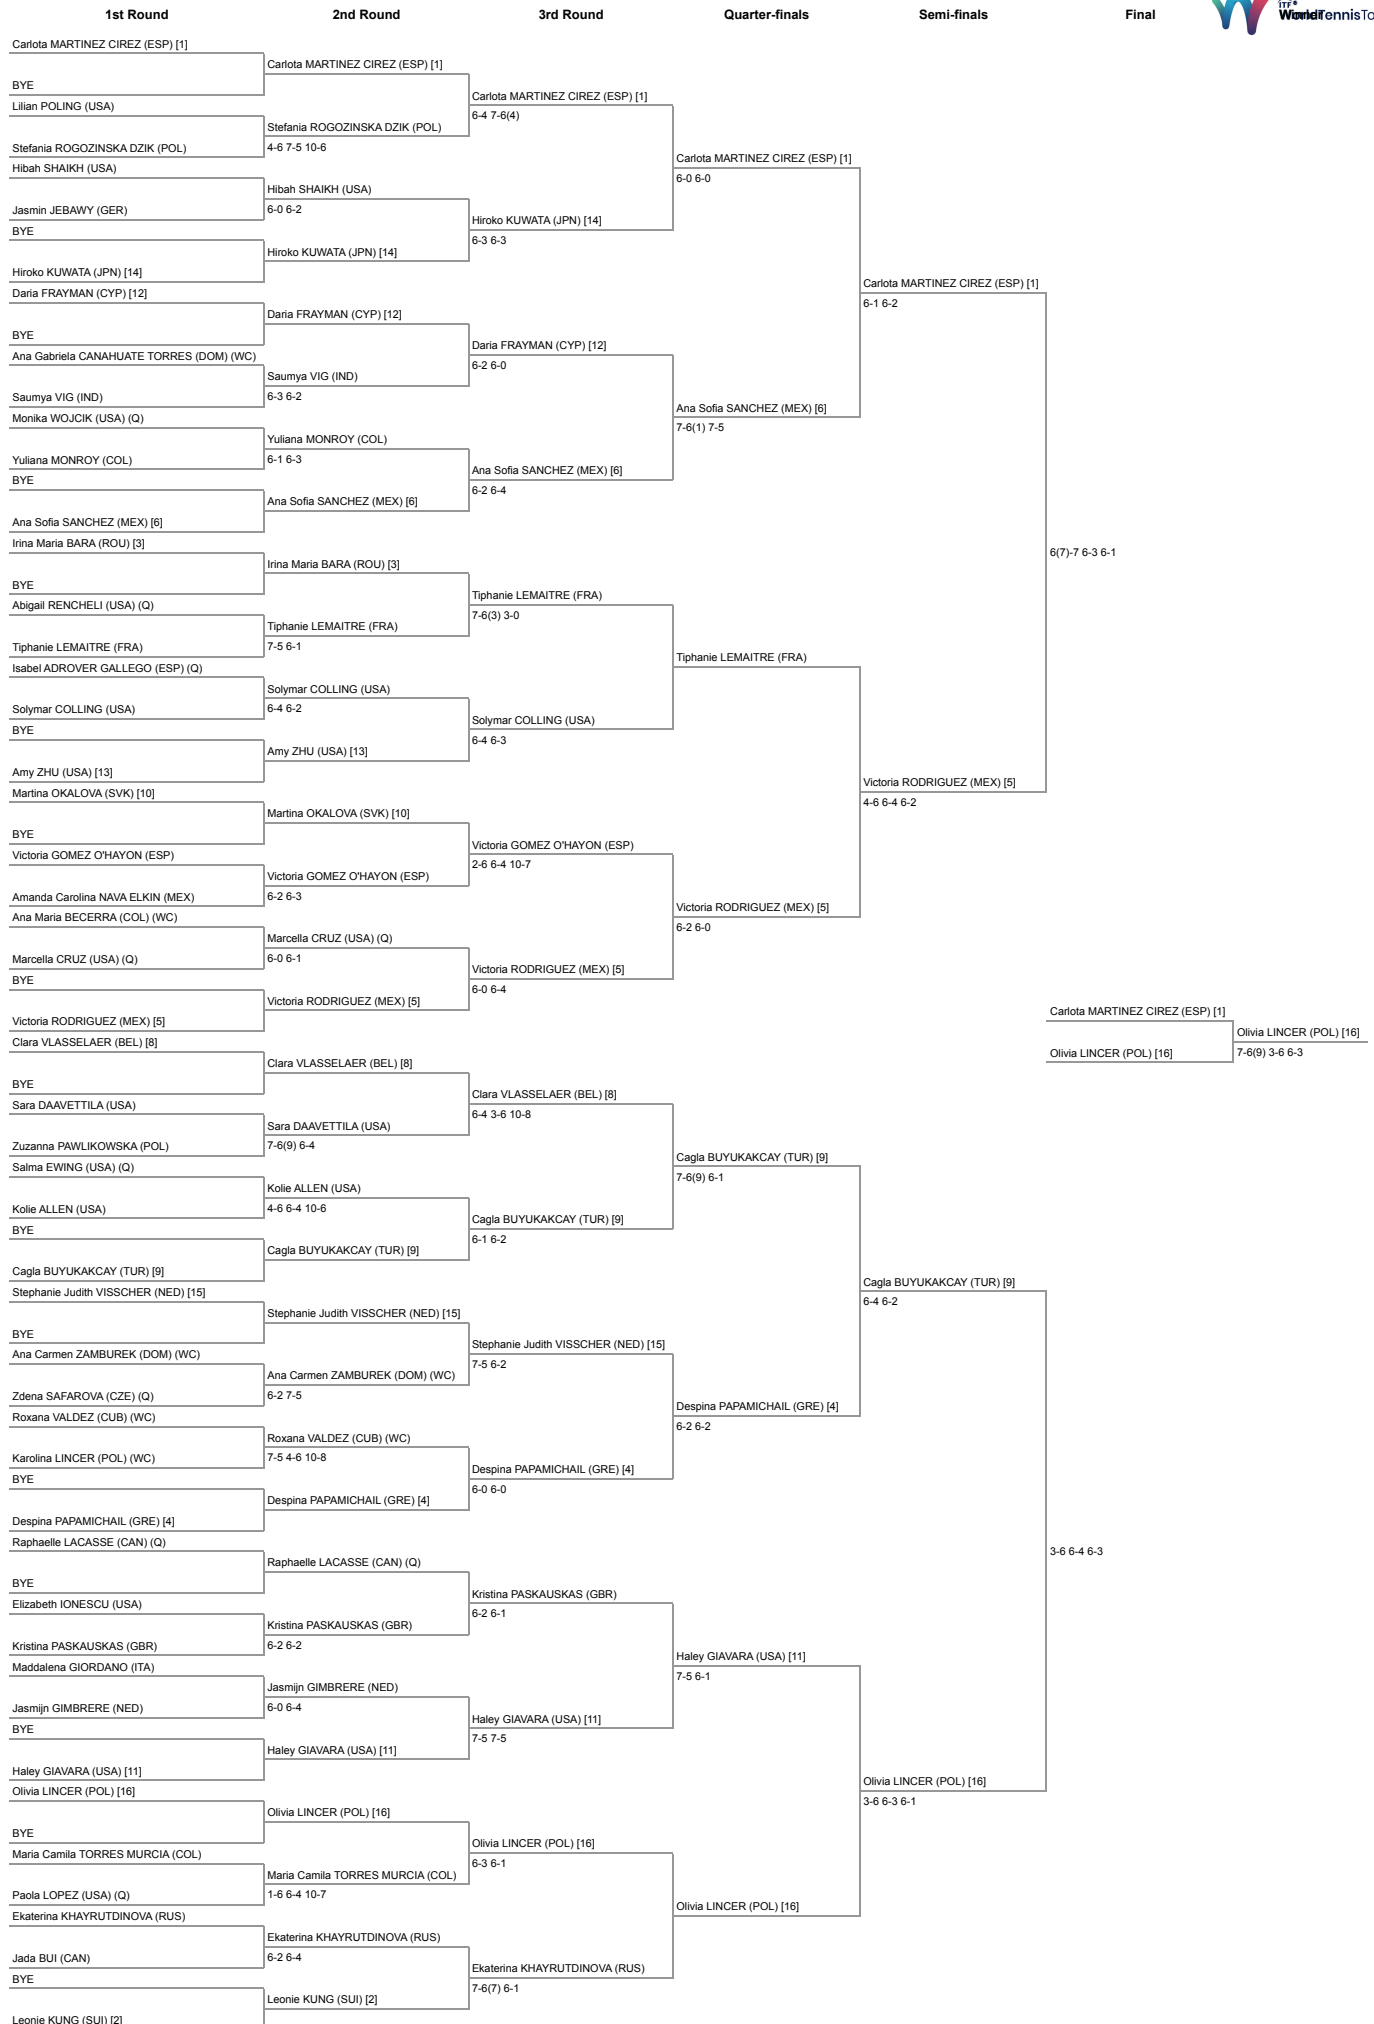 1st Round
2nd Round
3rd Round
Quarter-finals
Semi-finals
Final
Winner
ITF
WorldTennisTo
Carlota MARTINEZ CIREZ (ESP) [1]
BYE
Lilian POLING (USA)
Stefania ROGOZINSKA DZIK (POL)
Hibah SHAIKH (USA)
Jasmin JEBAWY (GER)
BYE
Hiroko KUWATA (JPN) [14]
Daria FRAYMAN (CYP) [12]
BYE
Ana Gabriela CANAHUATE TORRES (DOM) (WC)
Saumya VIG (IND)
Monika WOJCIK (USA) (Q)
Yuliana MONROY (COL)
BYE
Ana Sofia SANCHEZ (MEX) [6]
Irina Maria BARA (ROU) [3]
BYE
Abigail RENCHELI (USA) (Q)
Tiphanie LEMAITRE (FRA)
Isabel ADROVER GALLEGO (ESP) (Q)
Solymar COLLING (USA)
BYE
Amy ZHU (USA) [13]
Martina OKALOVA (SVK) [10]
BYE
Victoria GOMEZ O'HAYON (ESP)
Amanda Carolina NAVA ELKIN (MEX)
Ana Maria BECERRA (COL) (WC)
Marcella CRUZ (USA) (Q)
BYE
Victoria RODRIGUEZ (MEX) [5]
Clara VLASSELAER (BEL) [8]
BYE
Sara DAAVETTILA (USA)
Zuzanna PAWLIKOWSKA (POL)
Salma EWING (USA) (Q)
Kolie ALLEN (USA)
BYE
Cagla BUYUKAKCAY (TUR) [9]
Stephanie Judith VISSCHER (NED) [15]
BYE
Ana Carmen ZAMBUREK (DOM) (WC)
Zdena SAFAROVA (CZE) (Q)
Roxana VALDEZ (CUB) (WC)
Karolina LINCER (POL) (WC)
BYE
Despina PAPAMICHAIL (GRE) [4]
Raphaelle LACASSE (CAN) (Q)
BYE
Elizabeth IONESCU (USA)
Kristina PASKAUSKAS (GBR)
Maddalena GIORDANO (ITA)
Jasmijn GIMBRERE (NED)
BYE
Haley GIAVARA (USA) [11]
Olivia LINCER (POL) [16]
BYE
Maria Camila TORRES MURCIA (COL)
Paola LOPEZ (USA) (Q)
Ekaterina KHAYRUTDINOVA (RUS)
Jada BUI (CAN)
BYE
Leonie KUNG (SUI) [2]
Carlota MARTINEZ CIREZ (ESP) [1]
Stefania ROGOZINSKA DZIK (POL)
4-6 7-5 10-6
Hibah SHAIKH (USA)
6-0 6-2
Hiroko KUWATA (JPN) [14]
Daria FRAYMAN (CYP) [12]
Saumya VIG (IND)
6-3 6-2
Yuliana MONROY (COL)
6-1 6-3
Ana Sofia SANCHEZ (MEX) [6]
Irina Maria BARA (ROU) [3]
Tiphanie LEMAITRE (FRA)
7-5 6-1
Solymar COLLING (USA)
6-4 6-2
Amy ZHU (USA) [13]
Martina OKALOVA (SVK) [10]
Victoria GOMEZ O'HAYON (ESP)
6-2 6-3
Marcella CRUZ (USA) (Q)
6-0 6-1
Victoria RODRIGUEZ (MEX) [5]
Clara VLASSELAER (BEL) [8]
Sara DAAVETTILA (USA)
7-6(9) 6-4
Kolie ALLEN (USA)
4-6 6-4 10-6
Cagla BUYUKAKCAY (TUR) [9]
Stephanie Judith VISSCHER (NED) [15]
Ana Carmen ZAMBUREK (DOM) (WC)
6-2 7-5
Roxana VALDEZ (CUB) (WC)
7-5 4-6 10-8
Despina PAPAMICHAIL (GRE) [4]
Raphaelle LACASSE (CAN) (Q)
Kristina PASKAUSKAS (GBR)
6-2 6-2
Jasmijn GIMBRERE (NED)
6-0 6-4
Haley GIAVARA (USA) [11]
Olivia LINCER (POL) [16]
Maria Camila TORRES MURCIA (COL)
1-6 6-4 10-7
Ekaterina KHAYRUTDINOVA (RUS)
6-2 6-4
Leonie KUNG (SUI) [2]
Carlota MARTINEZ CIREZ (ESP) [1]
6-4 7-6(4)
Hiroko KUWATA (JPN) [14]
6-3 6-3
Daria FRAYMAN (CYP) [12]
6-2 6-0
Ana Sofia SANCHEZ (MEX) [6]
6-2 6-4
Tiphanie LEMAITRE (FRA)
7-6(3) 3-0
Solymar COLLING (USA)
6-4 6-3
Victoria GOMEZ O'HAYON (ESP)
2-6 6-4 10-7
Victoria RODRIGUEZ (MEX) [5]
6-0 6-4
Clara VLASSELAER (BEL) [8]
6-4 3-6 10-8
Cagla BUYUKAKCAY (TUR) [9]
6-1 6-2
Stephanie Judith VISSCHER (NED) [15]
7-5 6-2
Despina PAPAMICHAIL (GRE) [4]
6-0 6-0
Kristina PASKAUSKAS (GBR)
6-2 6-1
Haley GIAVARA (USA) [11]
7-5 7-5
Olivia LINCER (POL) [16]
6-3 6-1
Ekaterina KHAYRUTDINOVA (RUS)
7-6(7) 6-1
Carlota MARTINEZ CIREZ (ESP) [1]
6-0 6-0
Ana Sofia SANCHEZ (MEX) [6]
7-6(1) 7-5
Tiphanie LEMAITRE (FRA)
Victoria RODRIGUEZ (MEX) [5]
6-2 6-0
Cagla BUYUKAKCAY (TUR) [9]
7-6(9) 6-1
Despina PAPAMICHAIL (GRE) [4]
6-2 6-2
Haley GIAVARA (USA) [11]
7-5 6-1
Olivia LINCER (POL) [16]
Carlota MARTINEZ CIREZ (ESP) [1]
6-1 6-2
Victoria RODRIGUEZ (MEX) [5]
4-6 6-4 6-2
Cagla BUYUKAKCAY (TUR) [9]
6-4 6-2
Olivia LINCER (POL) [16]
3-6 6-3 6-1
6(7)-7 6-3 6-1
Carlota MARTINEZ CIREZ (ESP) [1]
Olivia LINCER (POL) [16]
3-6 6-4 6-3
Olivia LINCER (POL) [16]
7-6(9) 3-6 6-3